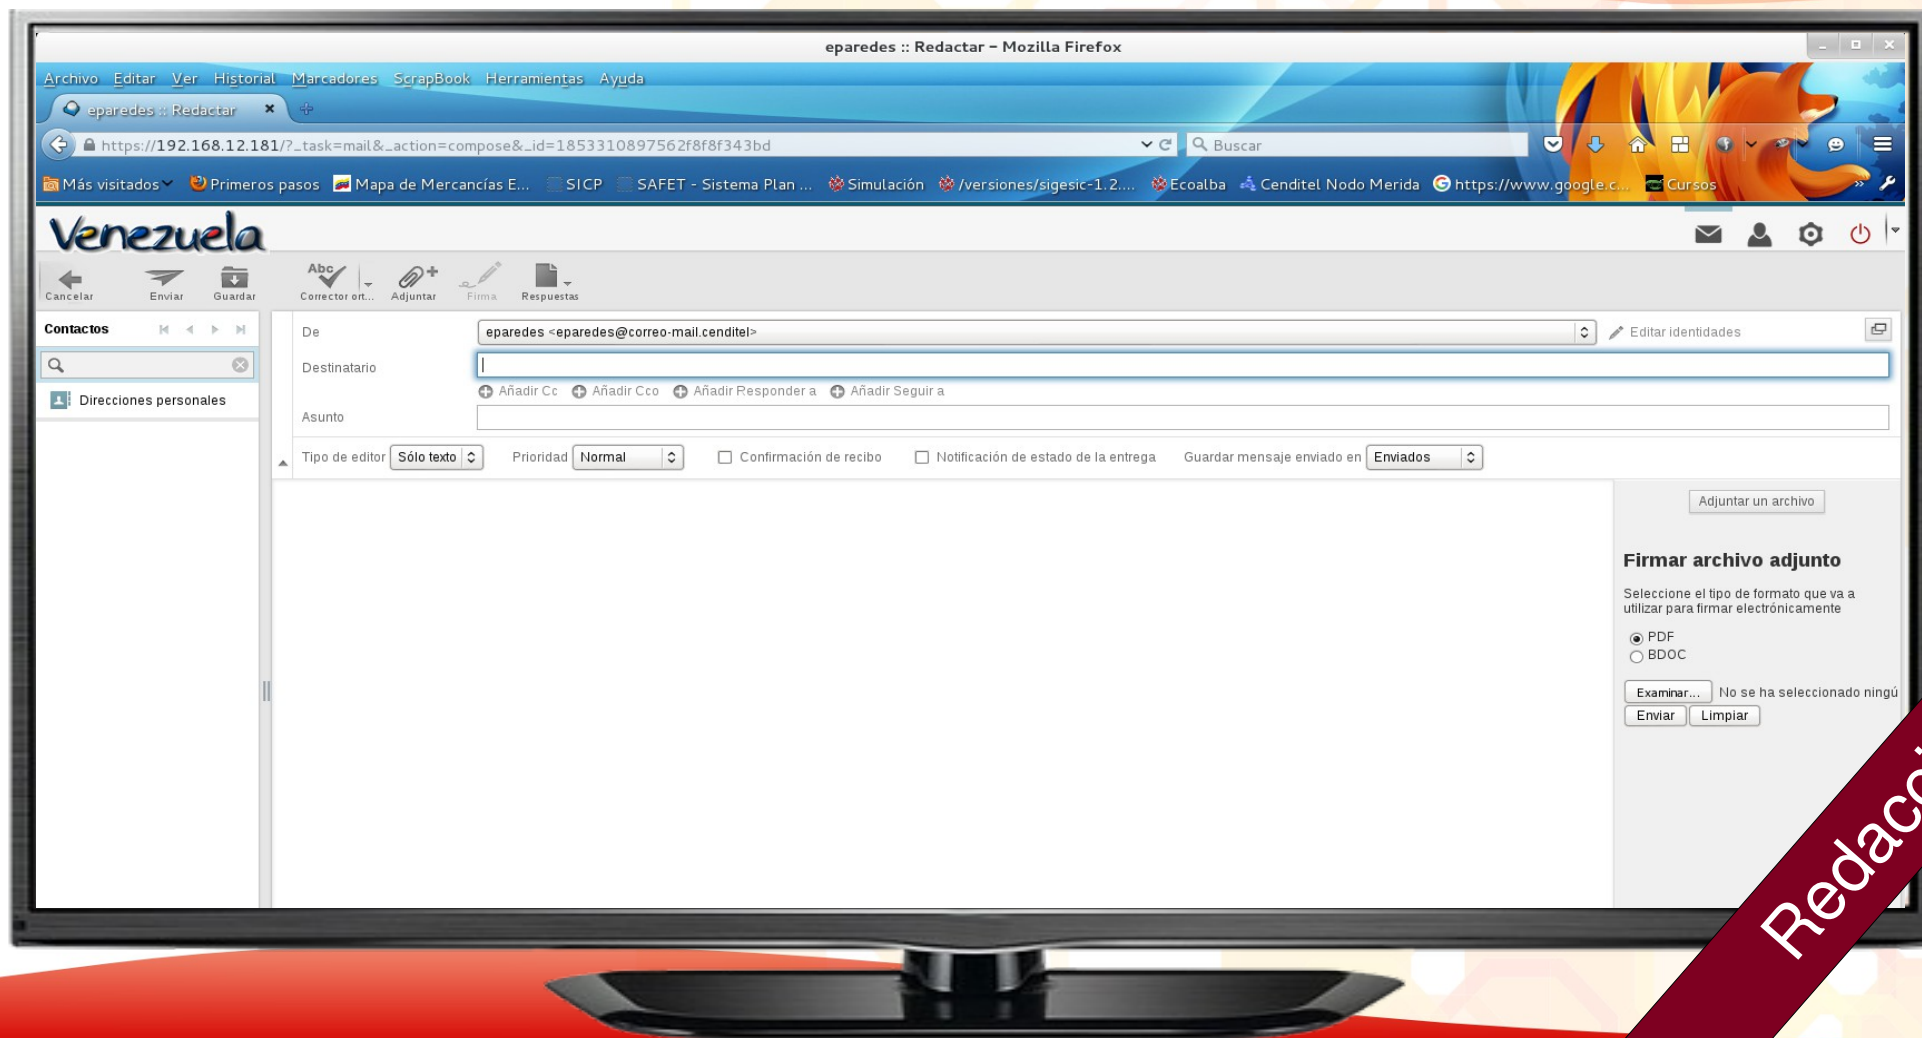 eparedes :: Redactar – Mozilla Firefox
Archivo Editar Ver Historial Marcadores ScrapBook Herramientas Ayuda
eparedes :: Redactar
https://192.168.12.181/?_task=mail&_action=compose&_id=1853310897562f8f8f343bd
Buscar
Más visitados Primeros pasos Mapa de Mercancías E... SICP SAFET - Sistema Plan ... Simulación /versiones/sigesic-1.2.... Ecoalba Cenditel Nodo Merida https://www.google.c... Cursos »
Venezuela
Cancelar Enviar Guardar Abc Corrector ort... Adjuntar Firma Respuestas
Contactos
De eparedes <eparedes@correo-mail.cenditel> Editar identidades
Destinatario
Direcciones personales
Añadir Cc Añadir Cco Añadir Responder a Añadir Seguir a
Asunto
Tipo de editor Sólo texto Prioridad Normal Confirmación de recibo Notificación de estado de la entrega Guardar mensaje enviado en Enviados
Adjuntar un archivo
Firmar archivo adjunto
Seleccione el tipo de formato que va a
utilizar para firmar electrónicamente
PDF
BDOC
Examinar... No se ha seleccionado ningú
Enviar Limpiar
Redacci